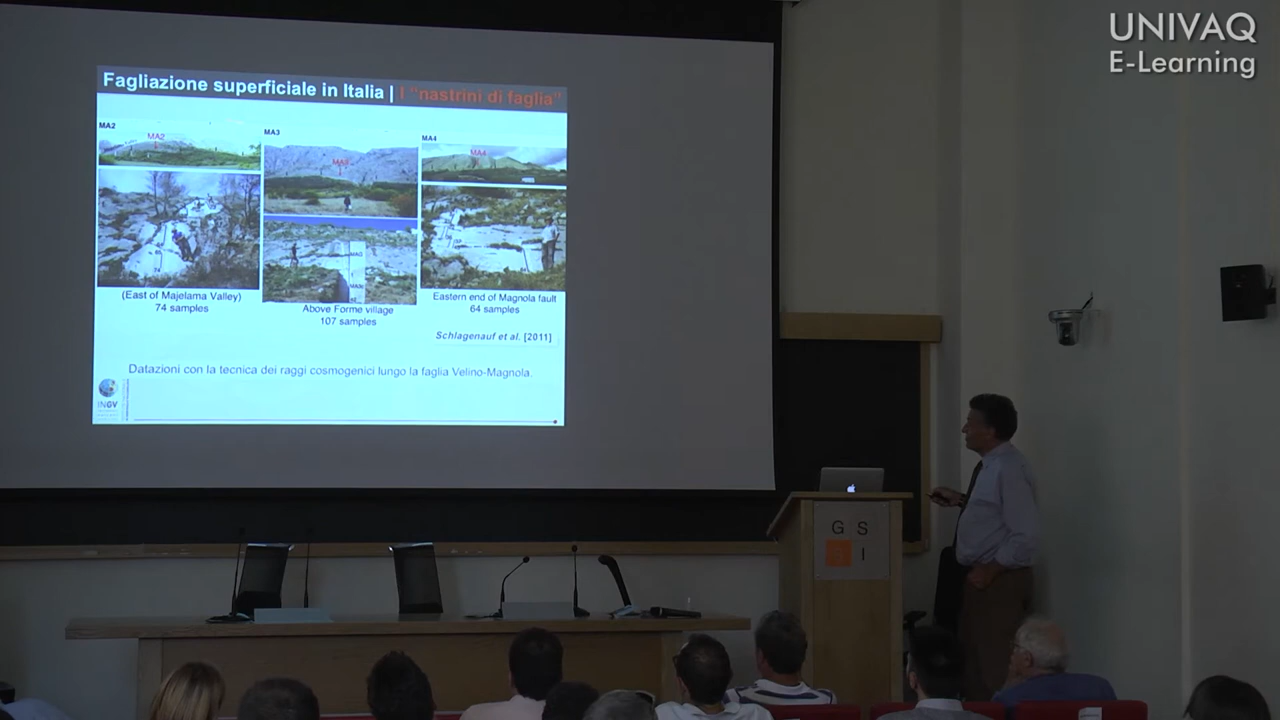 UNIVAQ
E-Learning
Fagliazione superficiale in Italia | I "nastrini di faglia"
MA2
MA3
MA4
MA2
MA3
MA4
(East of Majelama Valley)
74 samples
Above Forme village
107 samples
Eastern end of Magnola fault
64 samples
Schlagenauf et al. [2011]
Datazioni con la tecnica dei raggi cosmogenici lungo la faglia Velino-Magnola.
INGV
G S
S I